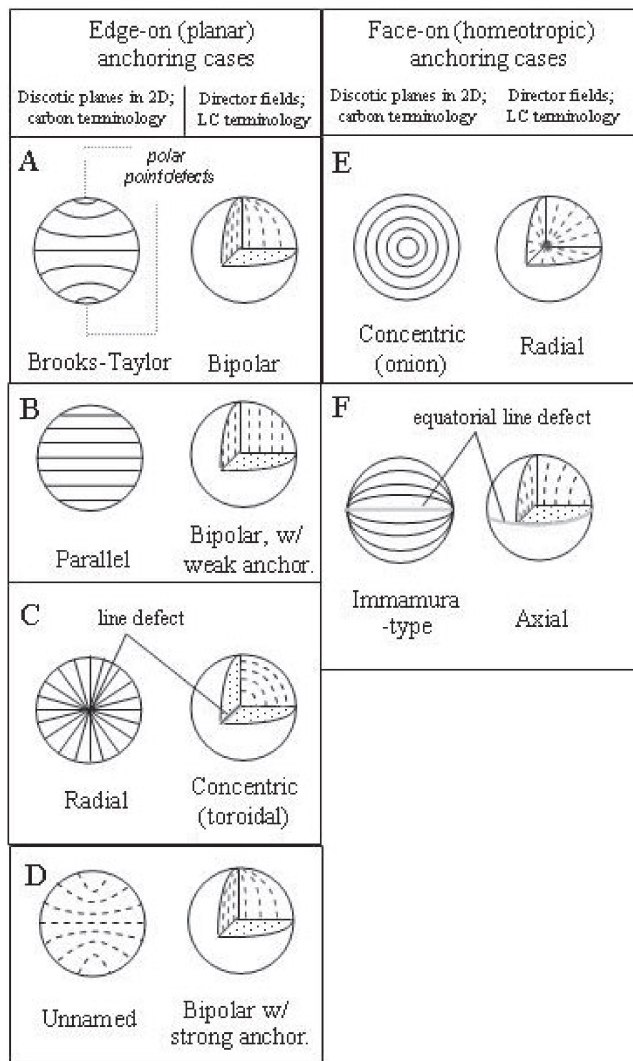 Edge-on (planar)
anchoring cases
Discotic planes in 2D;
carbon terminology
Director fields;
LC terminology
Face-on (homeotropic)
anchoring cases
Discotic planes in 2D;
carbon terminology
Director fields;
LC terminology
A
polar
point defects
Brooks-Taylor
Bipolar
E
Concentric
(onion)
Radial
B
Parallel
Bipolar, w/
weak anchor.
F
equatorial line defect
Immamura
-type
Axial
C
line defect
Radial
Concentric
(toroidal)
D
Unnamed
Bipolar w/
strong anchor.